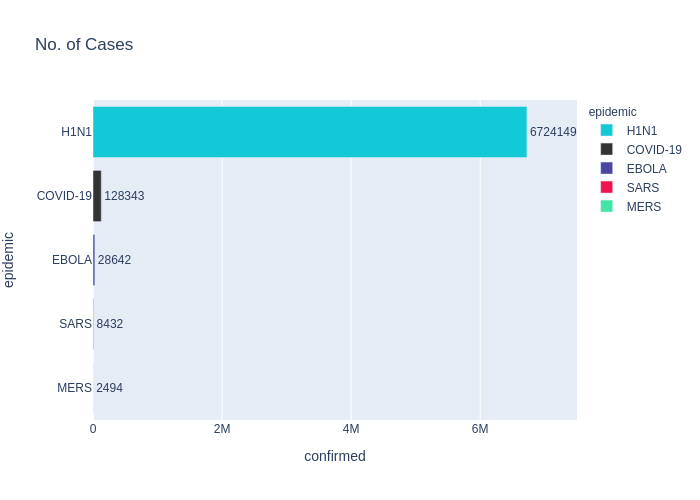 No. of Cases
epidemic
H1N1
COVID-19
EBOLA
SARS
MERS
H1N1 6724149
COVID-19 128343
EBOLA 28642
SARS 8432
MERS 2494
epidemic
0 2M 4M 6M
confirmed